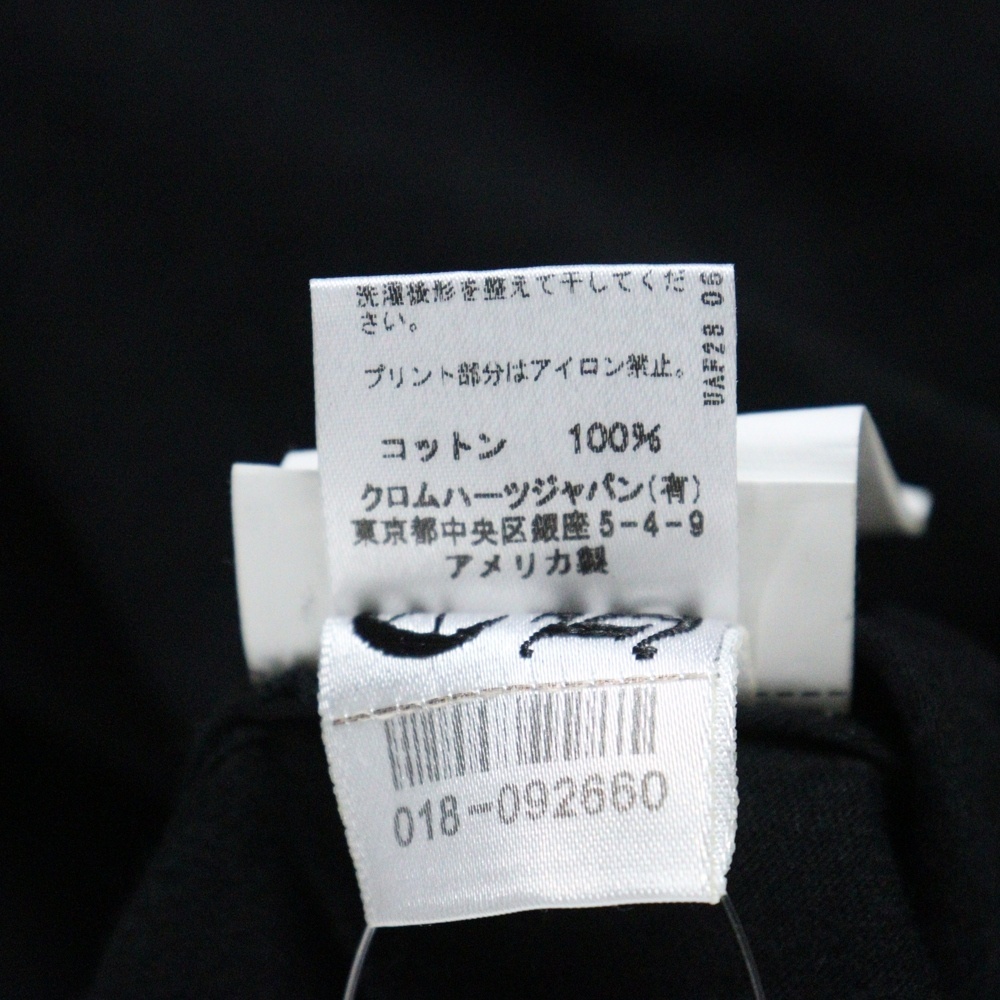 洗濯後形を整えて干してくだ
さい。
プリント部分はアイロン禁止。
コットン 100%
クロムハーツジャパン(有)
東京都中央区銀座5-4-9
アメリカ製
018-092660